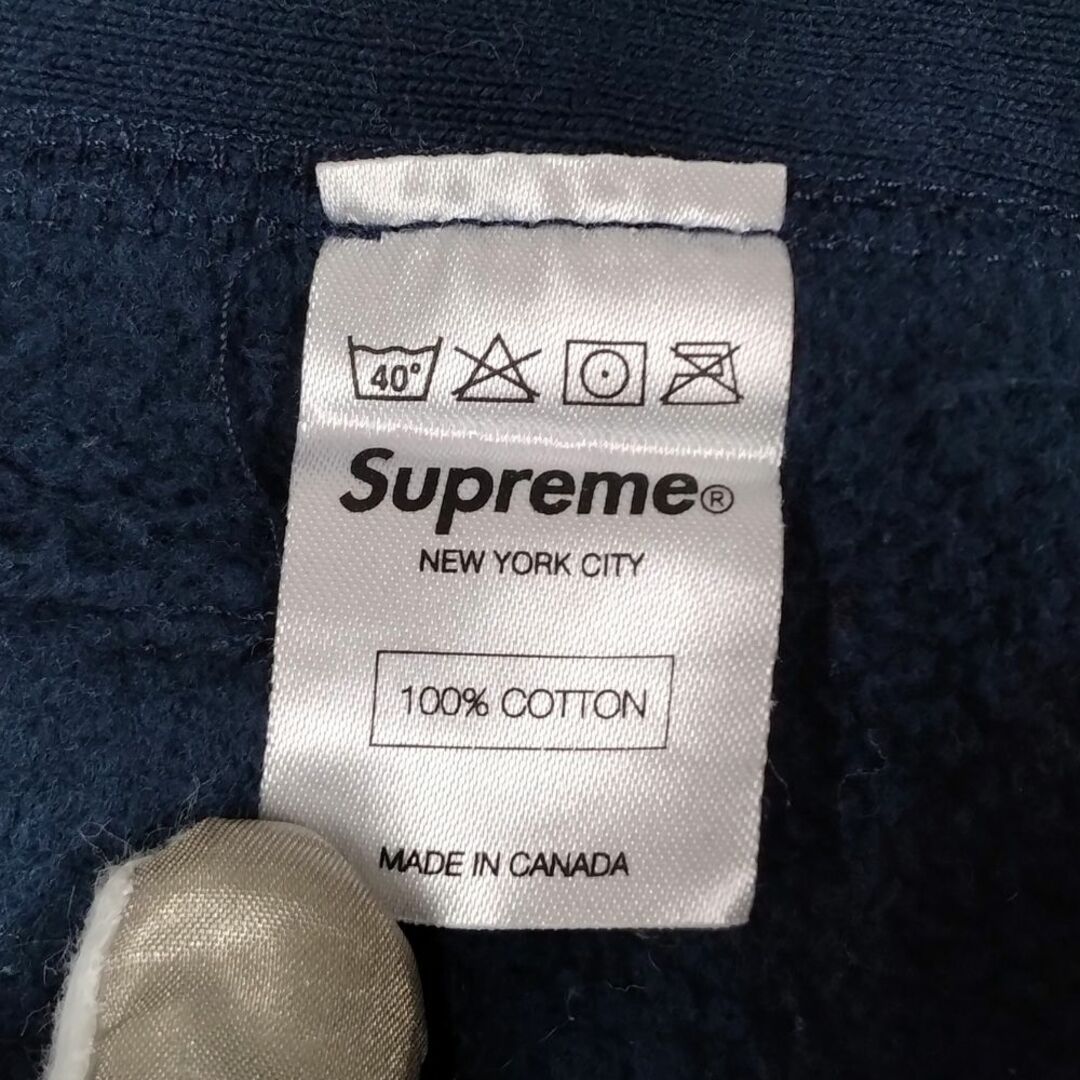 40°
Supreme®
NEW YORK CITY
100% COTTON
MADE IN CANADA